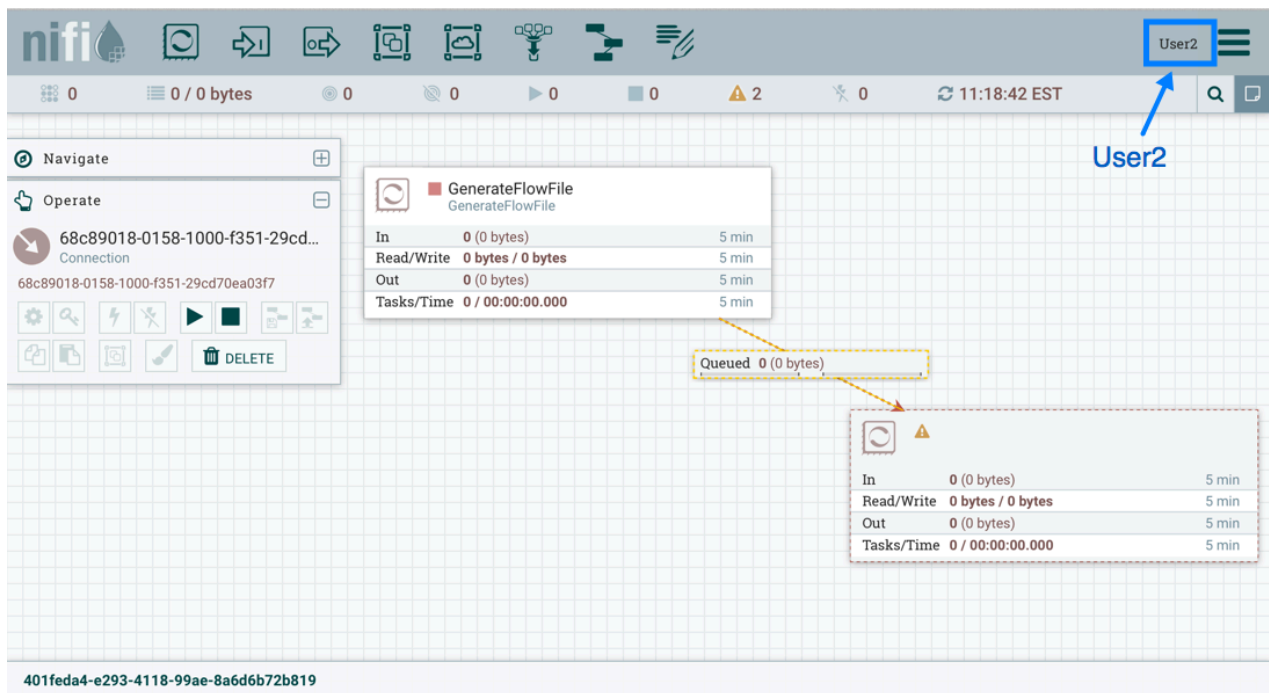 nifi
User2
0 0 / 0 bytes 0 0 0 0 2 0 11:18:42 EST
User2
Navigate
Operate
68c89018-0158-1000-f351-29cd...
Connection
68c89018-0158-1000-f351-29cd70ea03f7
DELETE
GenerateFlowFile
GenerateFlowFile
In 0 (0 bytes) 5 min
Read/Write 0 bytes / 0 bytes 5 min
Out 0 (0 bytes) 5 min
Tasks/Time 0 / 00:00:00.000 5 min
Queued 0 (0 bytes)
In 0 (0 bytes) 5 min
Read/Write 0 bytes / 0 bytes 5 min
Out 0 (0 bytes) 5 min
Tasks/Time 0 / 00:00:00.000 5 min
401feda4-e293-4118-99ae-8a6d6b72b819